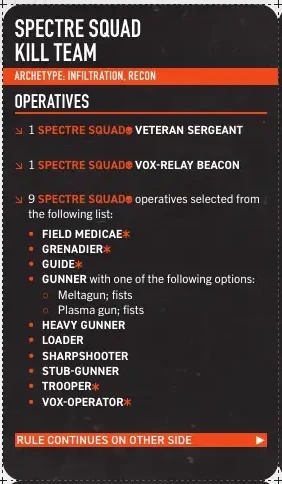 SPECTRE SQUAD
KILL TEAM
ARCHETYPE: INFILTRATION, RECON
OPERATIVES
↘ 1 SPECTRE SQUAD💀 VETERAN SERGEANT
↘ 1 SPECTRE SQUAD💀 VOX-RELAY BEACON
↘ 9 SPECTRE SQUAD💀 operatives selected from
the following list:
• FIELD MEDICAE✶
• GRENADIER✶
• GUIDE✶
• GUNNER with one of the following options:
○ Meltagun; fists
○ Plasma gun; fists
• HEAVY GUNNER
• LOADER
• SHARPSHOOTER
• STUB-GUNNER
• TROOPER✶
• VOX-OPERATOR✶
RULE CONTINUES ON OTHER SIDE ▶